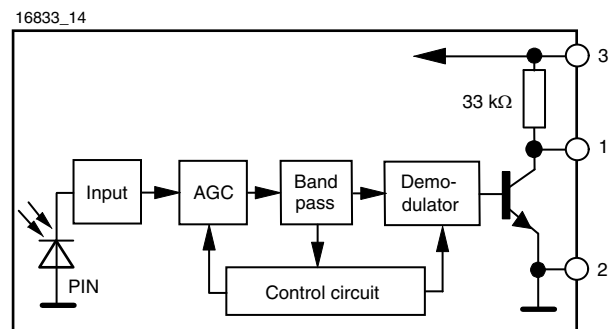 16833_14
3
33 kΩ
1
Input
AGC
Band
pass
Demo-
dulator
2
PIN
Control circuit